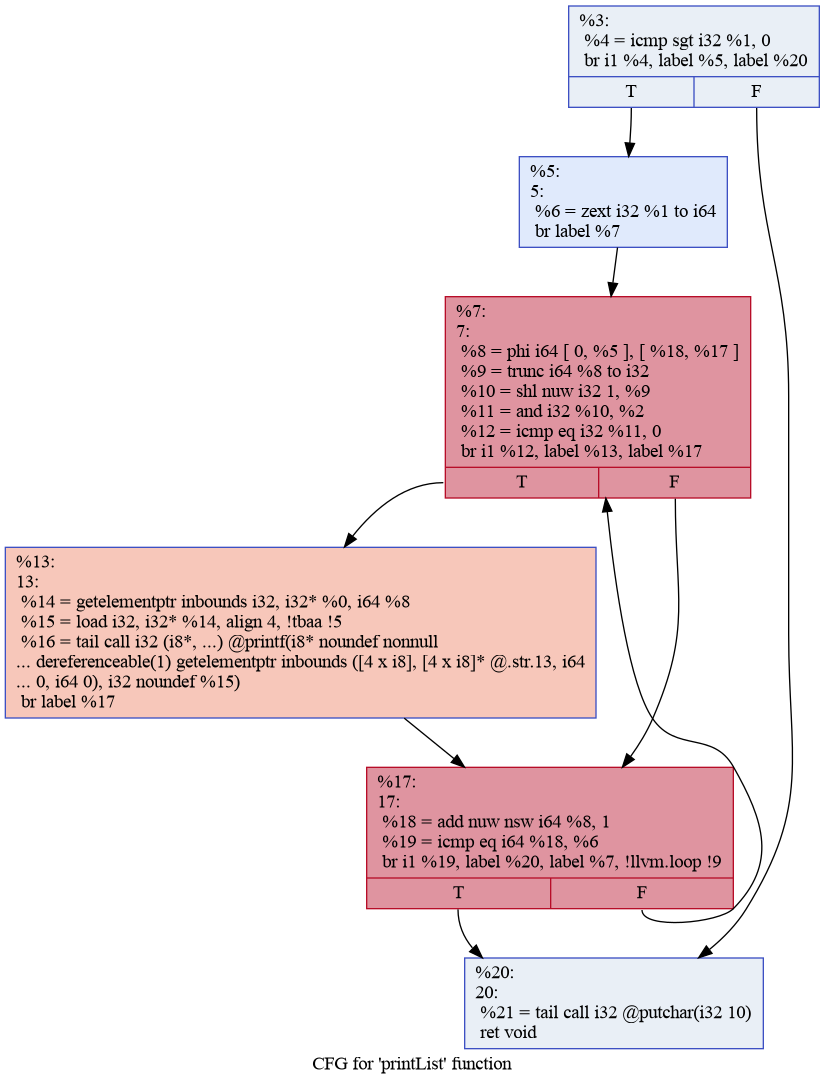 %3:
%4 = icmp sgt i32 %1, 0
br i1 %4, label %5, label %20
T F
%5:
5:
%6 = zext i32 %1 to i64
br label %7
%7:
7:
%8 = phi i64 [ 0, %5 ], [ %18, %17 ]
%9 = trunc i64 %8 to i32
%10 = shl nuw i32 1, %9
%11 = and i32 %10, %2
%12 = icmp eq i32 %11, 0
br i1 %12, label %13, label %17
T F
%13:
13:
%14 = getelementptr inbounds i32, i32* %0, i64 %8
%15 = load i32, i32* %14, align 4, !tbaa !5
%16 = tail call i32 (i8*, ...) @printf(i8* noundef nonnull
... dereferenceable(1) getelementptr inbounds ([4 x i8], [4 x i8]* @.str.13, i64
... 0, i64 0), i32 noundef %15)
br label %17
%17:
17:
%18 = add nuw nsw i64 %8, 1
%19 = icmp eq i64 %18, %6
br i1 %19, label %20, label %7, !llvm.loop !9
T F
%20:
20:
%21 = tail call i32 @putchar(i32 10)
ret void
CFG for 'printList' function